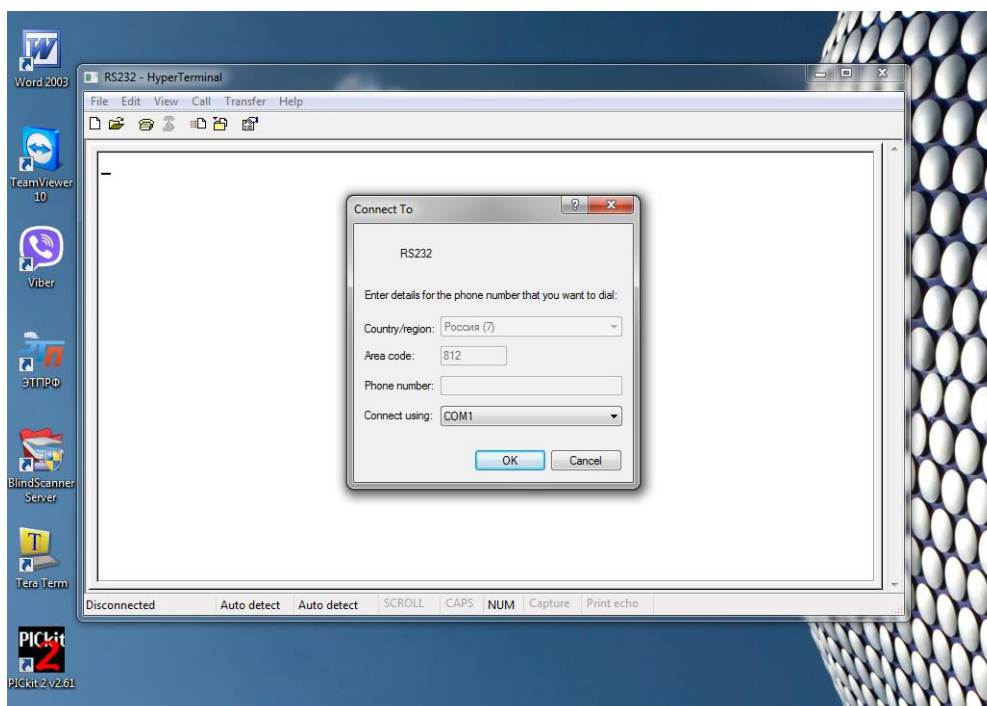 Word 2003
TeamViewer
10
Viber
ЭТПРФ
BlindScanner
Server
T
Tera Term
PICkit
2
PICkit 2 v2.61
RS232 - HyperTerminal
File Edit View Call Transfer Help
Connect To
RS232
Enter details for the phone number that you want to dial:
Country/region: Россия (7)
Area code: 812
Phone number:
Connect using: COM1
OK Cancel
Disconnected Auto detect Auto detect SCROLL CAPS NUM Capture Print echo